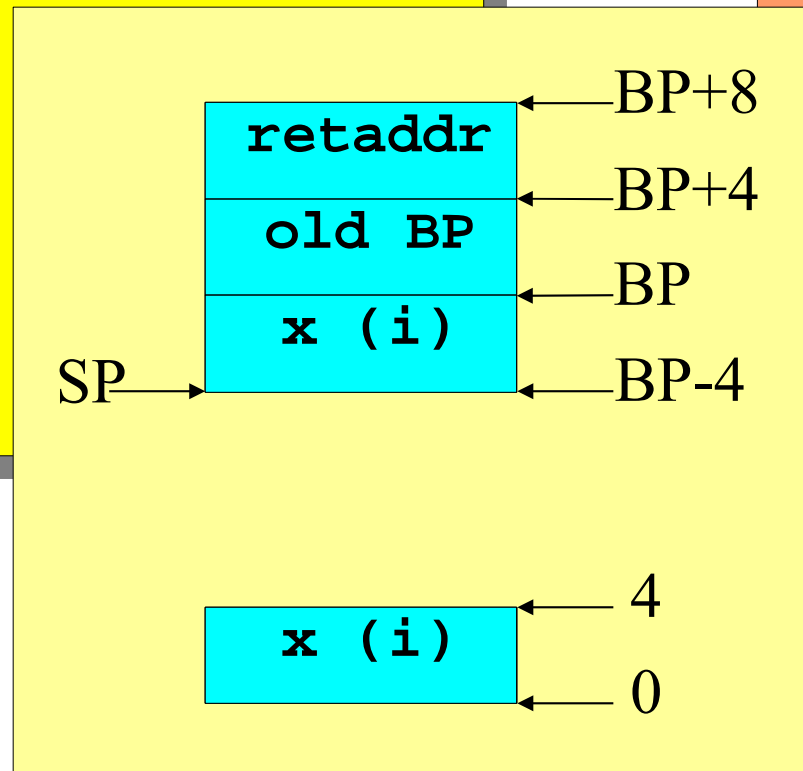 BP+8
retaddr
BP+4
old BP
BP
x (i)
SP
BP-4
4
x (i)
0